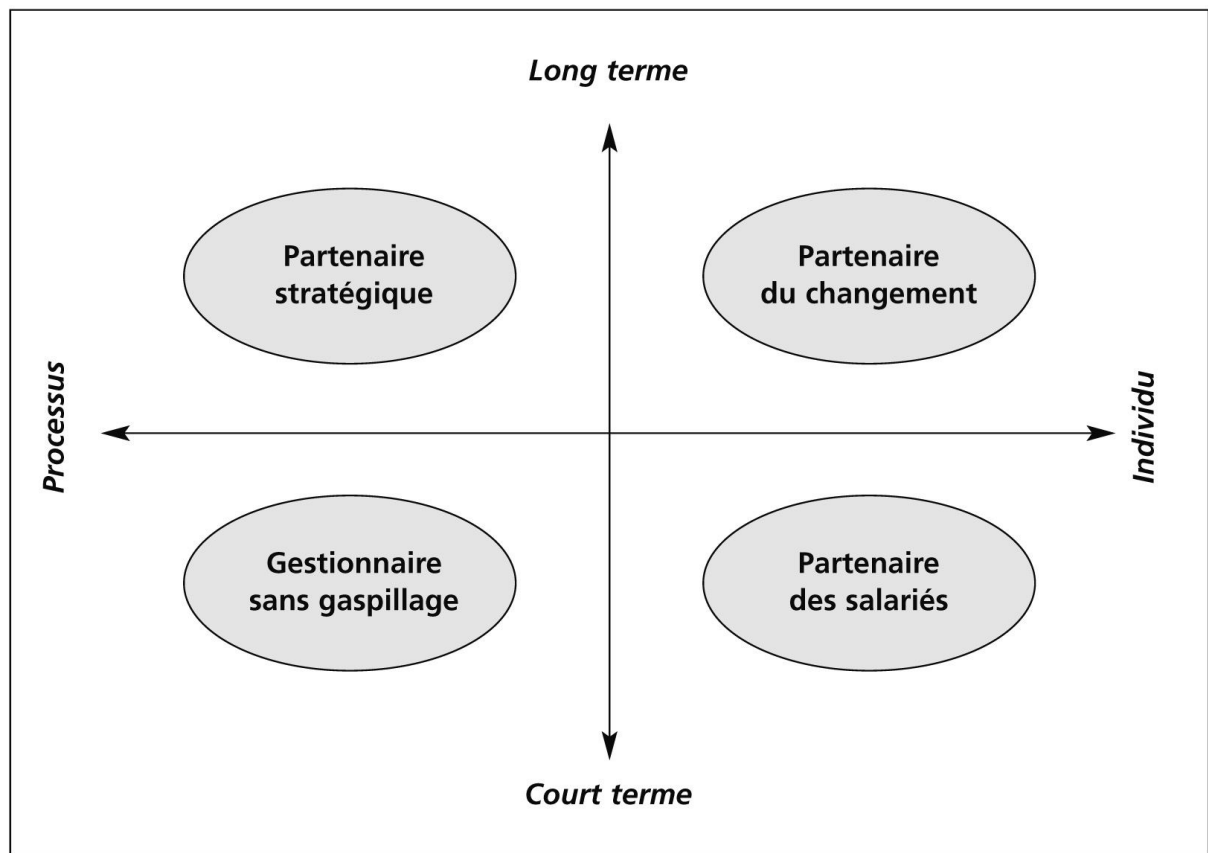 Long terme
Partenaire
stratégique
Partenaire
du changement
Processus
Individu
Gestionnaire
sans gaspillage
Partenaire
des salariés
Court terme